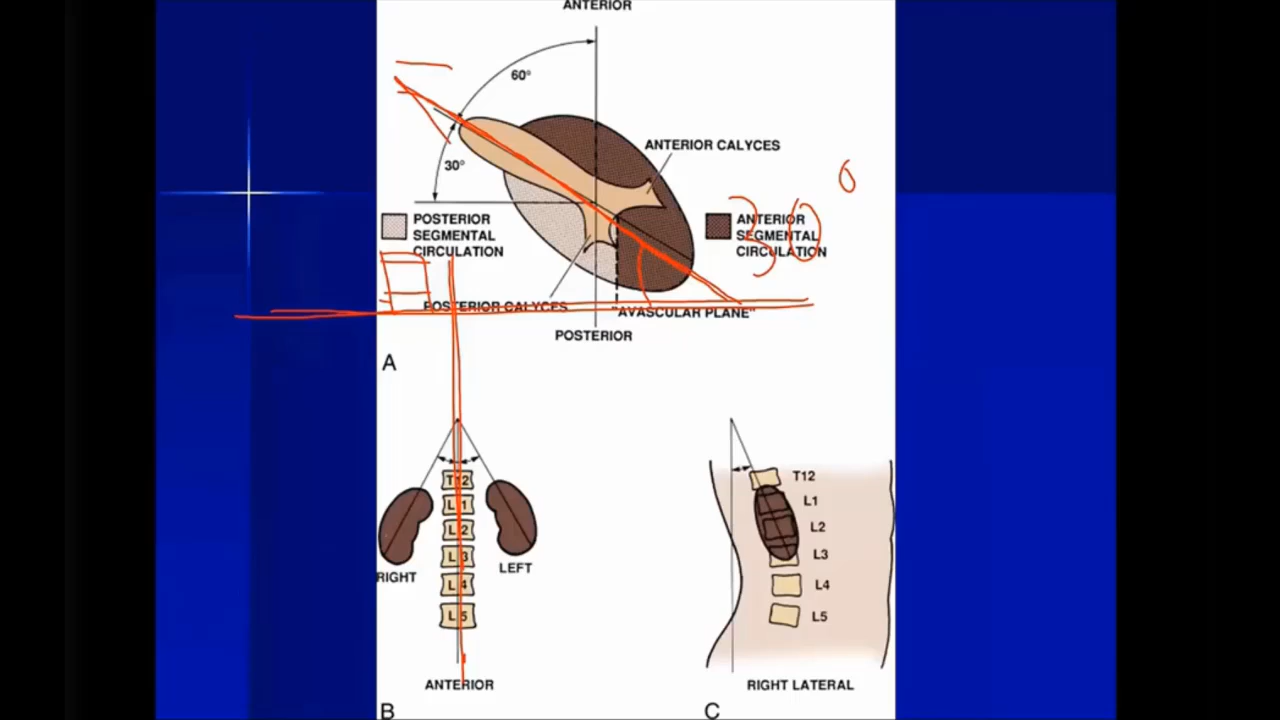 ANTERIOR
60°
ANTERIOR CALYCES
30°
30°
POSTERIOR
SEGMENTAL
CIRCULATION
ANTERIOR
SEGMENTAL
CIRCULATION
POSTERIOR CALYCES
"AVASCULAR PLANE"
POSTERIOR
A
T12
L1
L2
L3
L4
L5
RIGHT
LEFT
ANTERIOR
B
T12
L1
L2
L3
L4
L5
RIGHT LATERAL
C